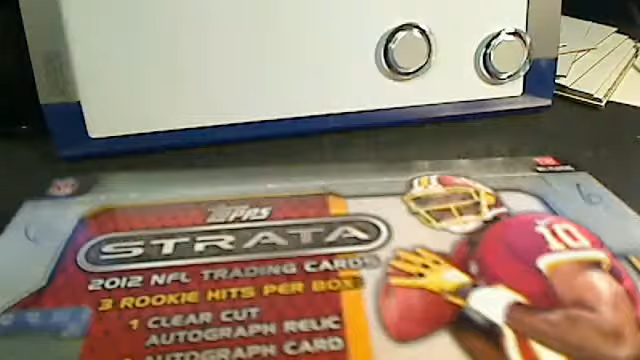 TOPPS
STRATA
2012 NFL TRADING CARDS
3 ROOKIE HITS PER BOX
1 CLEAR CUT
AUTOGRAPH RELIC
AUTOGRAPH CARD
10
6